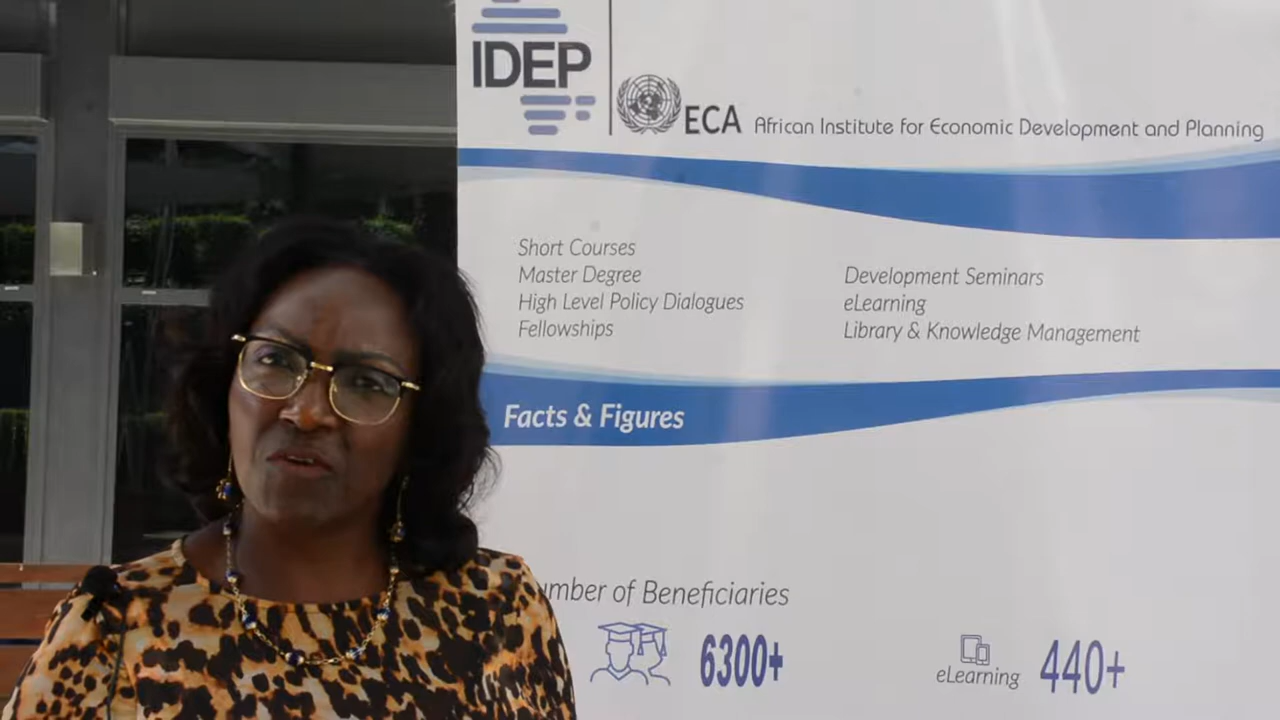 IDEP
ECA African Institute for Economic Development and Planning
Short Courses
Master Degree
High Level Policy Dialogues
Fellowships
Development Seminars
eLearning
Library & Knowledge Management
Facts & Figures
umber of Beneficiaries
6300+
eLearning 440+